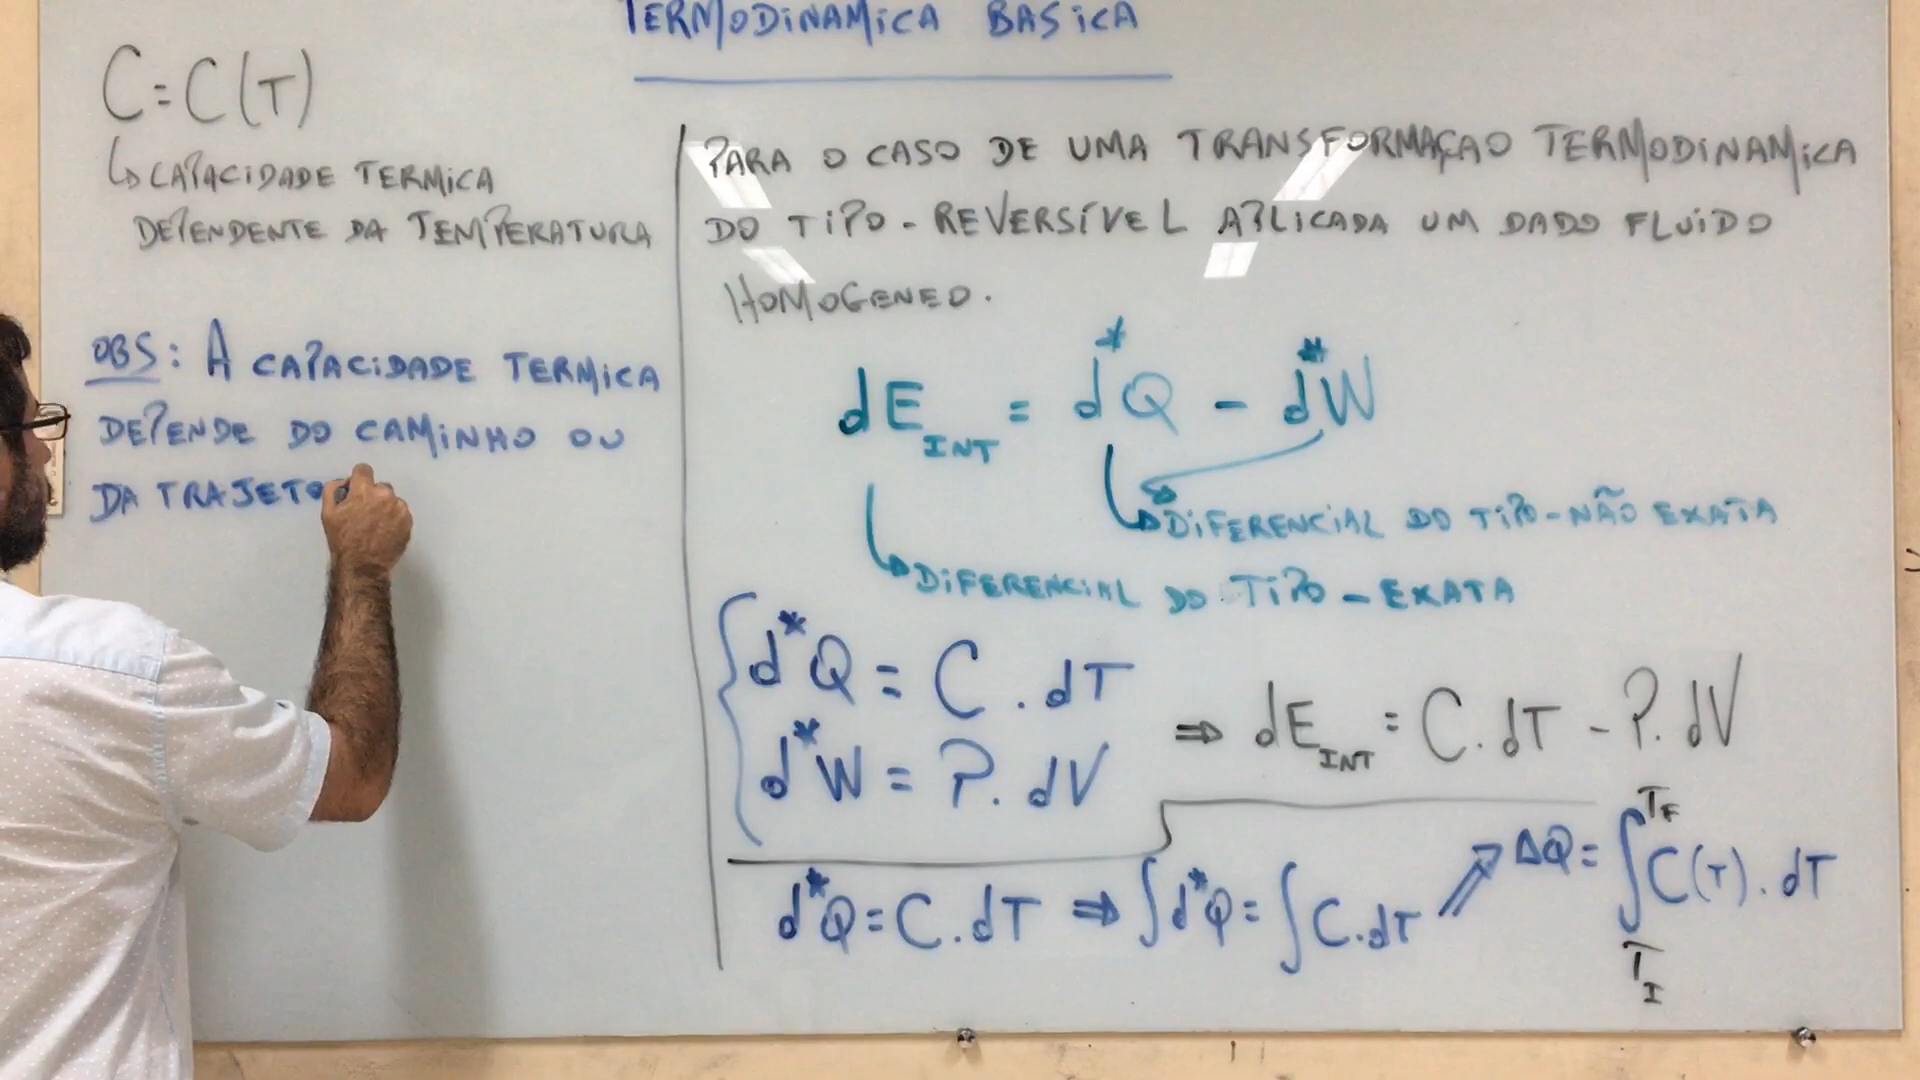 TERMODINAMICA BASICA
C=C(T)
↳ CAPACIDADE TERMICA
DEPENDENTE DA TEMPERATURA
OBS: A CAPACIDADE TERMICA
DEPENDE DO CAMINHO OU
DA TRAJETO
PARA O CASO DE UMA TRANSFORMAÇAO TERMODINAMICA
DO TIPO - REVERSÍVEL APLICADA UM DADO FLUIDO
HOMOGENEO.
dE_INT = d*Q - d*W
↳ DIFERENCIAL DO TIPO - NÃO EXATA
↳ DIFERENCIAL DO TIPO - EXATA
d*Q = C . dT
d*W = P. dV
⇒ dE_INT = C. dT - P. dV
d*Q = C. dT ⇒ ∫d*Q = ∫C.dT ⇗ ΔQ = ∫_{T_I}^{T_F} C(T). dT